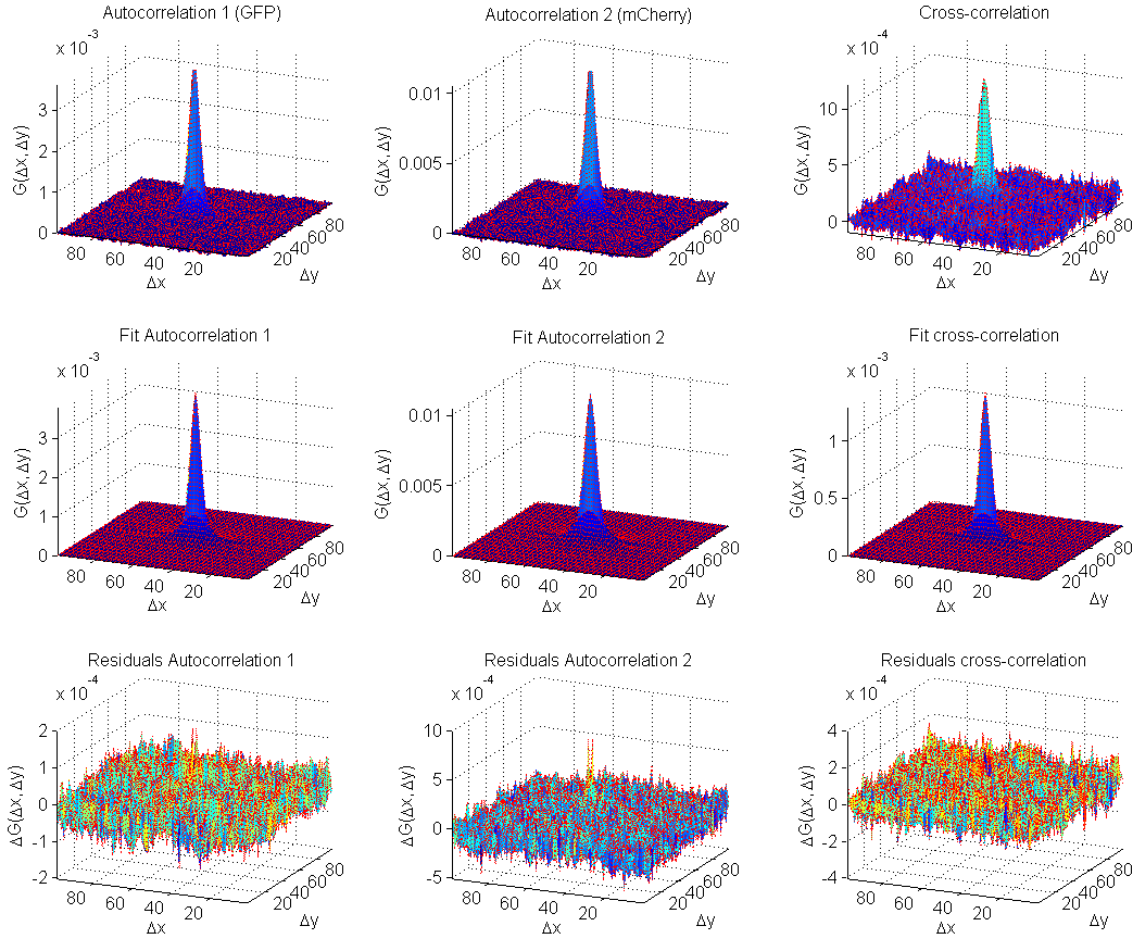 Autocorrelation 1 (GFP)
Autocorrelation 2 (mCherry)
Cross-correlation
x 10⁻³
x 10⁻⁴
G(Δx, Δy)
3
2
1
0
80
60
40
20
Δx
20
40
60
80
Δy
G(Δx, Δy)
0.01
0.005
0
80
60
40
20
Δx
20
40
60
80
Δy
G(Δx, Δy)
10
5
0
80
60
40
20
Δx
20
40
60
80
Δy
Fit Autocorrelation 1
Fit Autocorrelation 2
Fit cross-correlation
x 10⁻³
x 10⁻³
G(Δx, Δy)
3
2
1
0
80
60
40
20
Δx
20
40
60
80
Δy
G(Δx, Δy)
0.01
0.005
0
80
60
40
20
Δx
20
40
60
80
Δy
G(Δx, Δy)
1
0.5
0
80
60
40
20
Δx
20
40
60
80
Δy
Residuals Autocorrelation 1
Residuals Autocorrelation 2
Residuals cross-correlation
x 10⁻⁴
x 10⁻⁴
x 10⁻⁴
ΔG(Δx, Δy)
2
1
0
-1
-2
80
60
40
20
Δx
20
40
60
80
Δy
ΔG(Δx, Δy)
10
5
0
-5
80
60
40
20
Δx
20
40
60
80
Δy
ΔG(Δx, Δy)
4
2
0
-2
-4
80
60
40
20
Δx
20
40
60
80
Δy